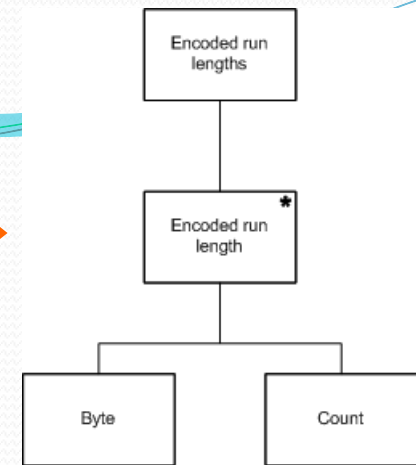 Encoded run
lengths
*
Encoded run
length
Byte
Count